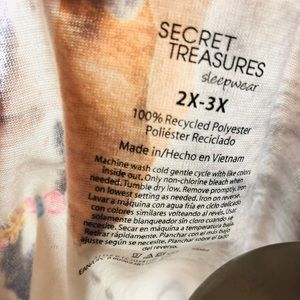 SECRET
TREASURES
sleepwear
2X-3X
100% Recycled Polyester
Poliéster Reciclado
Made in/Hecho en Vietnam
Machine wash cold gentle cycle with like colors
inside out. Only non-chlorine bleach when
needed. Tumble dry low. Remove promptly. Iron
on lowest setting as needed. Iron on reverse.
Lavar a máquina con agua fría en ciclo delicado
con colores similares volteando al revés. Usar
solamente blanqueador sin cloro cuando se
necesite. Secar en máquina a temperatura baja.
Retirar rápidamente. Planchar con el más bajo
ajuste según se necesite. Planchar sobre el lado
del reverso.